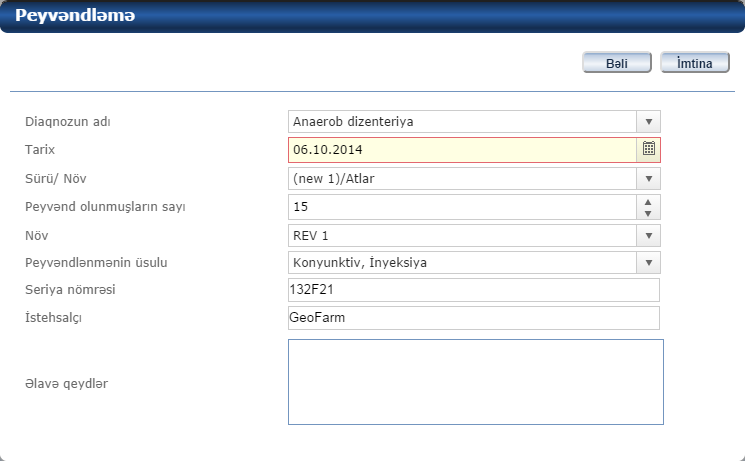 Peyvəndləmə
Bəli İmtina
Diaqnozun adı Anaerob dizenteriya
Tarix 06.10.2014
Sürü/ Növ (new 1)/Atlar
Peyvənd olunmuşların sayı 15
Növ REV 1
Peyvəndlənmənin üsulu Konyunktiv, İnyeksiya
Seriya nömrəsi 132F21
İstehsalçı GeoFarm
Əlavə qeydlər